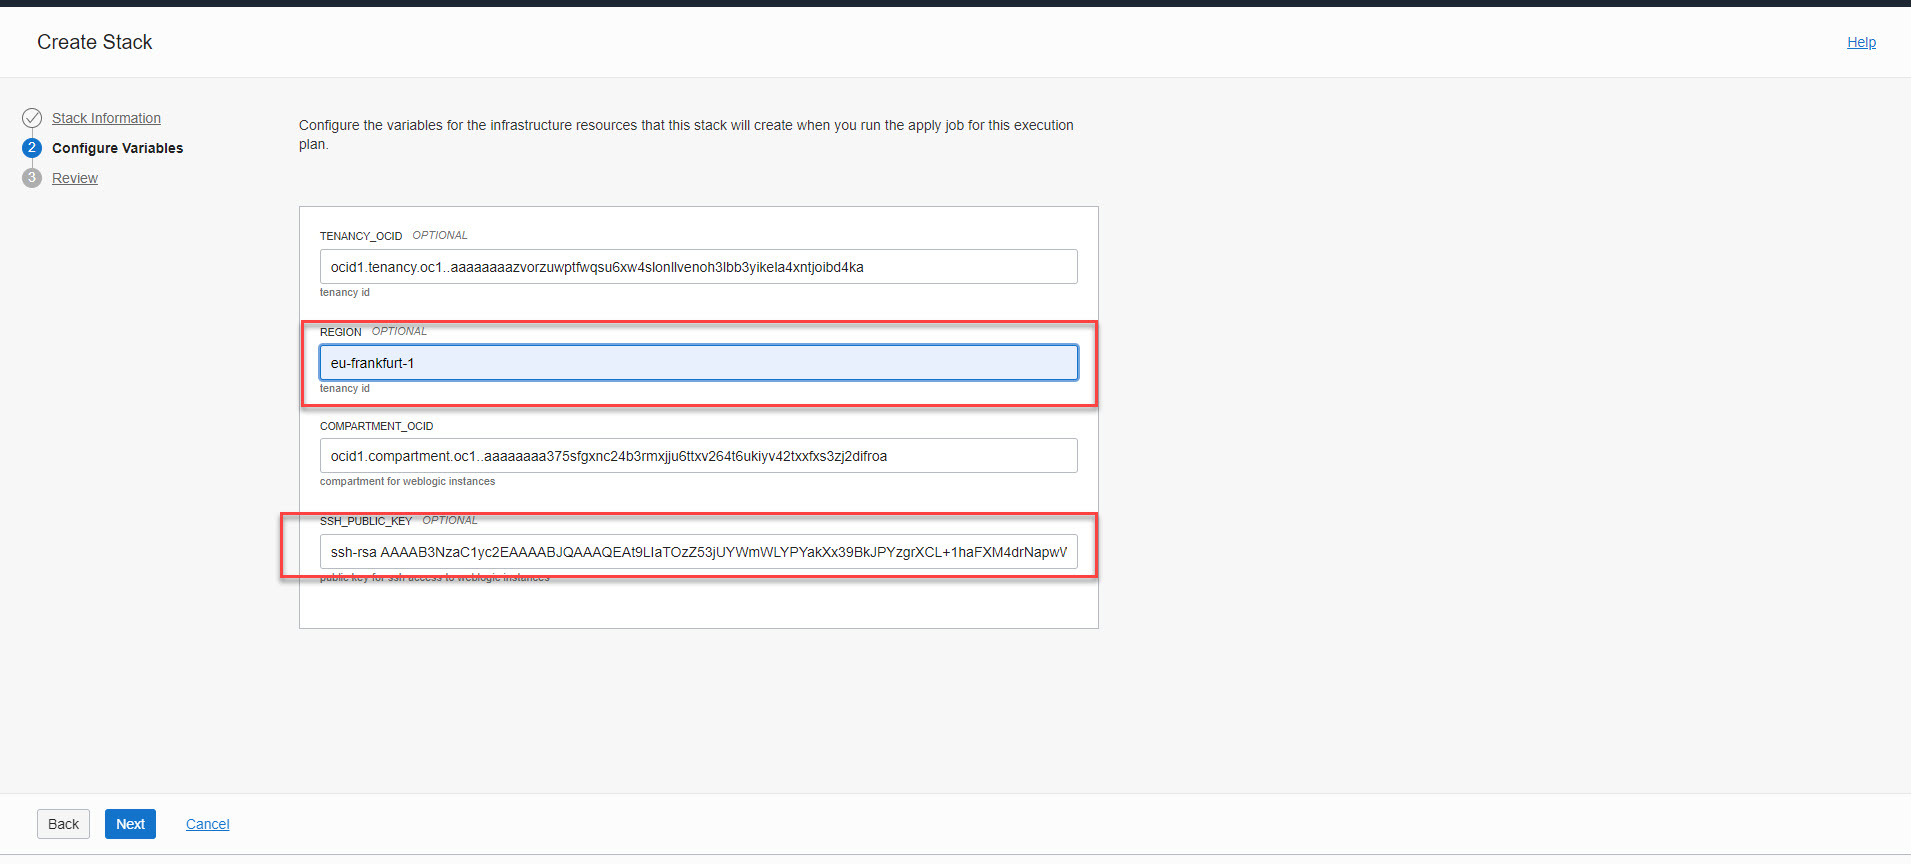 Create Stack
Help
Stack Information
2 Configure Variables
3 Review
Configure the variables for the infrastructure resources that this stack will create when you run the apply job for this execution
plan.
TENANCY_OCID OPTIONAL
ocid1.tenancy.oc1..aaaaaaaazvorzuwptfwqsu6xw4slonllvenoh3lbb3yikela4xntjoibd4ka
tenancy id
REGION OPTIONAL
eu-frankfurt-1
tenancy id
COMPARTMENT_OCID
ocid1.compartment.oc1..aaaaaaaa375sfgxnc24b3rmxjju6ttxv264t6ukiyv42txxfxs3zj2difroa
compartment for weblogic instances
SSH_PUBLIC_KEY OPTIONAL
ssh-rsa AAAAB3NzaC1yc2EAAAABJQAAAQEAt9LIaTOzZ53jUYWmWLYPYakXx39BkJPYzgrXCL+1haFXM4drNapwV
public key for ssh access to weblogic instances
Back
Next
Cancel